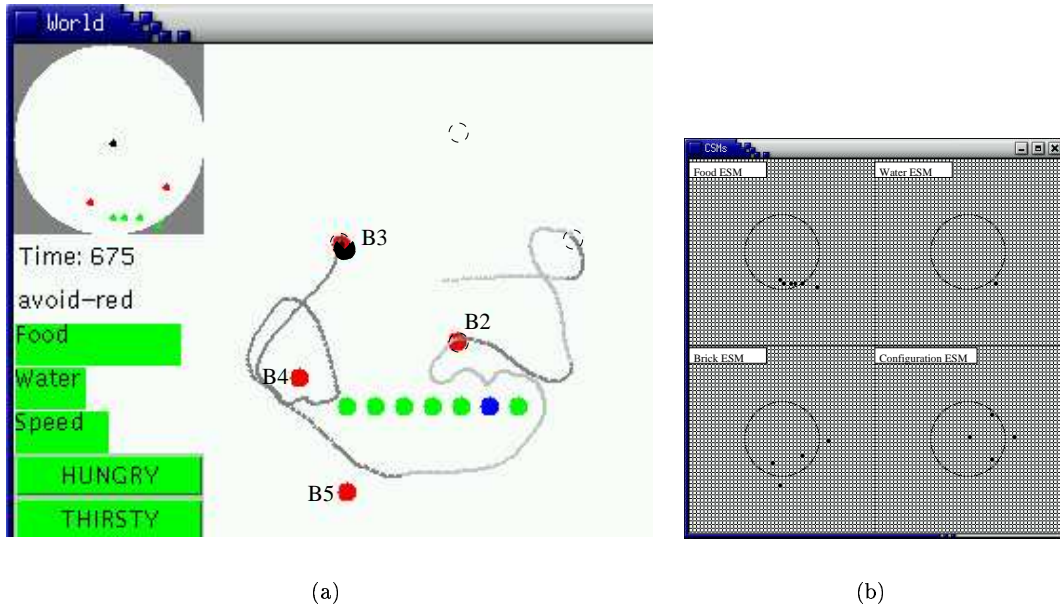 World
Time: 675
avoid-red
Food
Water
Speed
HUNGRY
THIRSTY
B3
B2
B4
B5
(a)
CSMs
Food ESM
Water ESM
Brick ESM
Configuration ESM
(b)